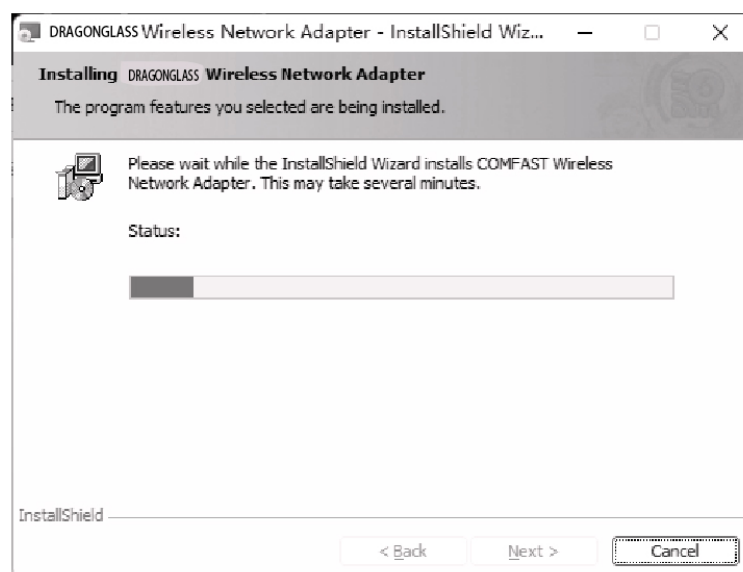 DRAGONGLASS Wireless Network Adapter - InstallShield Wiz...
Installing DRAGONGLASS Wireless Network Adapter
The program features you selected are being installed.
Please wait while the InstallShield Wizard installs COMFAST Wireless
Network Adapter. This may take several minutes.
Status:
InstallShield
< Back Next > Cancel